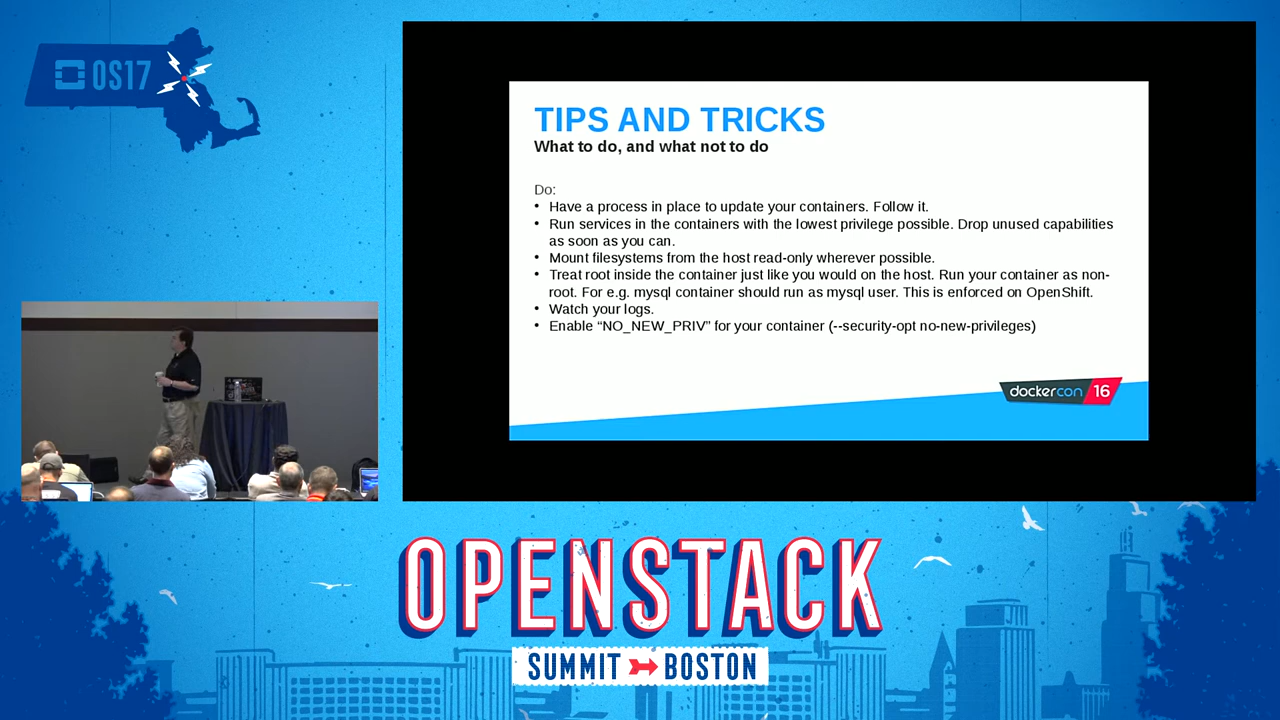 OS17
TIPS AND TRICKS
What to do, and what not to do
Do:
• Have a process in place to update your containers. Follow it.
• Run services in the containers with the lowest privilege possible. Drop unused capabilities
as soon as you can.
• Mount filesystems from the host read-only wherever possible.
• Treat root inside the container just like you would on the host. Run your container as non-
root. For e.g. mysql container should run as mysql user. This is enforced on OpenShift.
• Watch your logs.
• Enable “NO_NEW_PRIV” for your container (--security-opt no-new-privileges)
dockercon 16
OPENSTACK
SUMMIT BOSTON